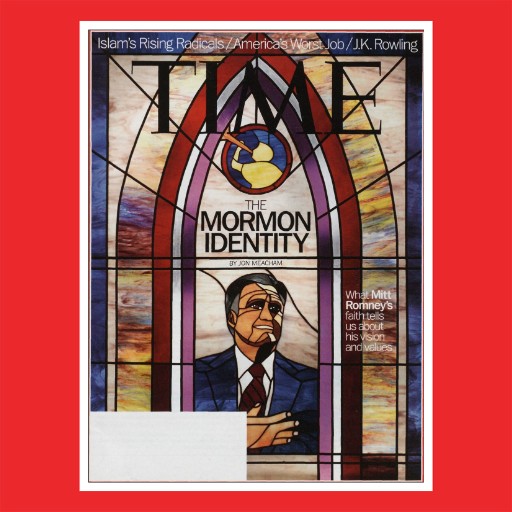 Islam's Rising Radicals/America's Worst Job/J.K. Rowling
TIME
THE
MORMON
IDENTITY
BY JON MEACHAM
What Mitt
Romney's
faith tells
us about
his vision
and values